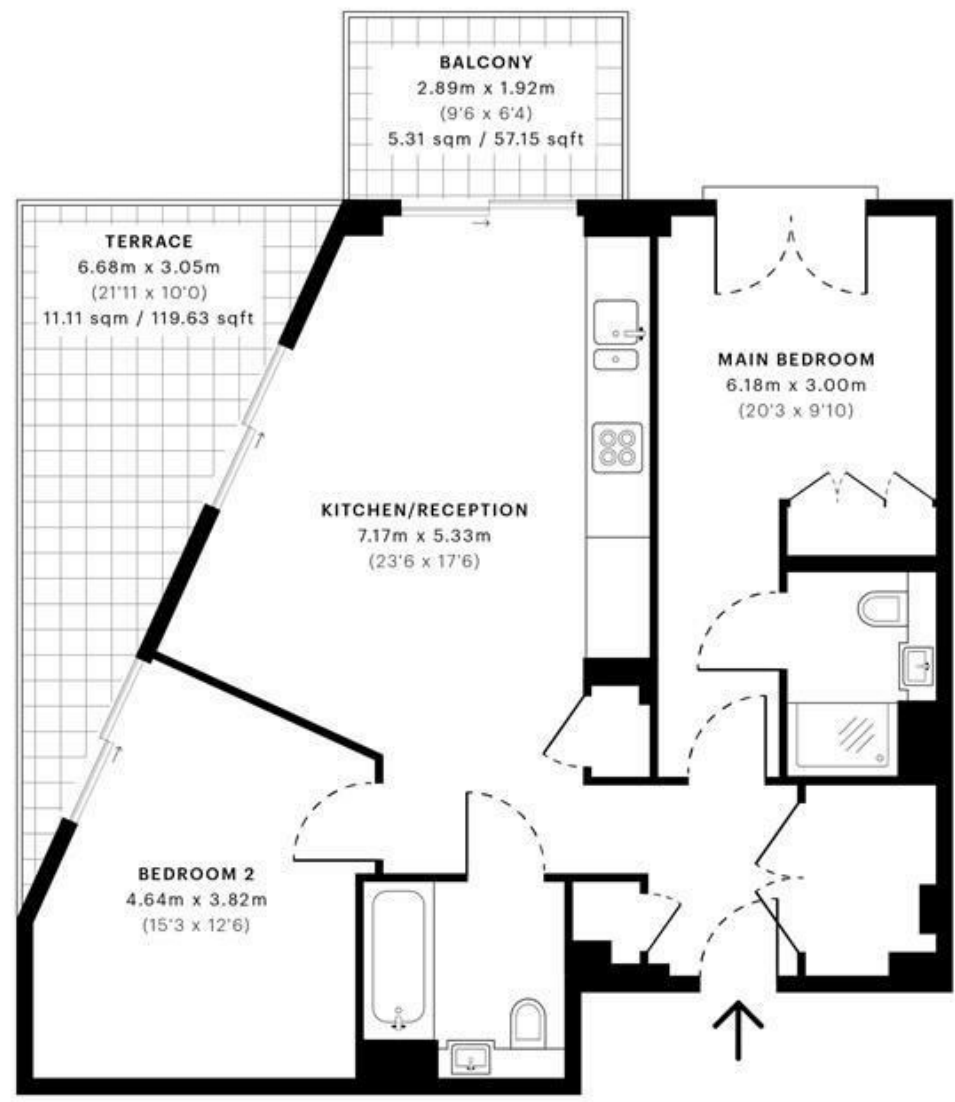 BALCONY
2.89m x 1.92m
(9'6 x 6'4)
5.31 sqm / 57.15 sqft
TERRACE
6.68m x 3.05m
(21'11 x 10'0)
11.11 sqm / 119.63 sqft
MAIN BEDROOM
6.18m x 3.00m
(20'3 x 9'10)
KITCHEN/RECEPTION
7.17m x 5.33m
(23'6 x 17'6)
BEDROOM 2
4.64m x 3.82m
(15'3 x 12'6)